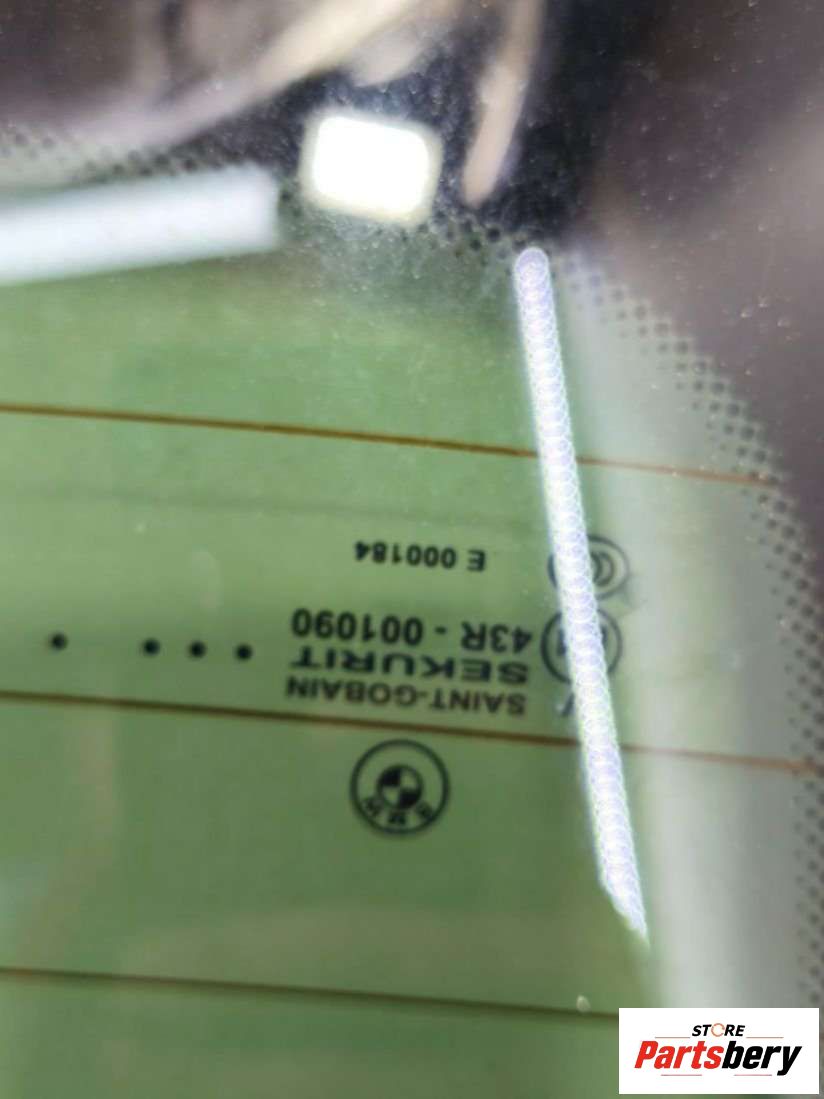 BMW
SAINT-GOBAIN
SEKURIT
43R - 001090
E 000184
STORE
Partsbery